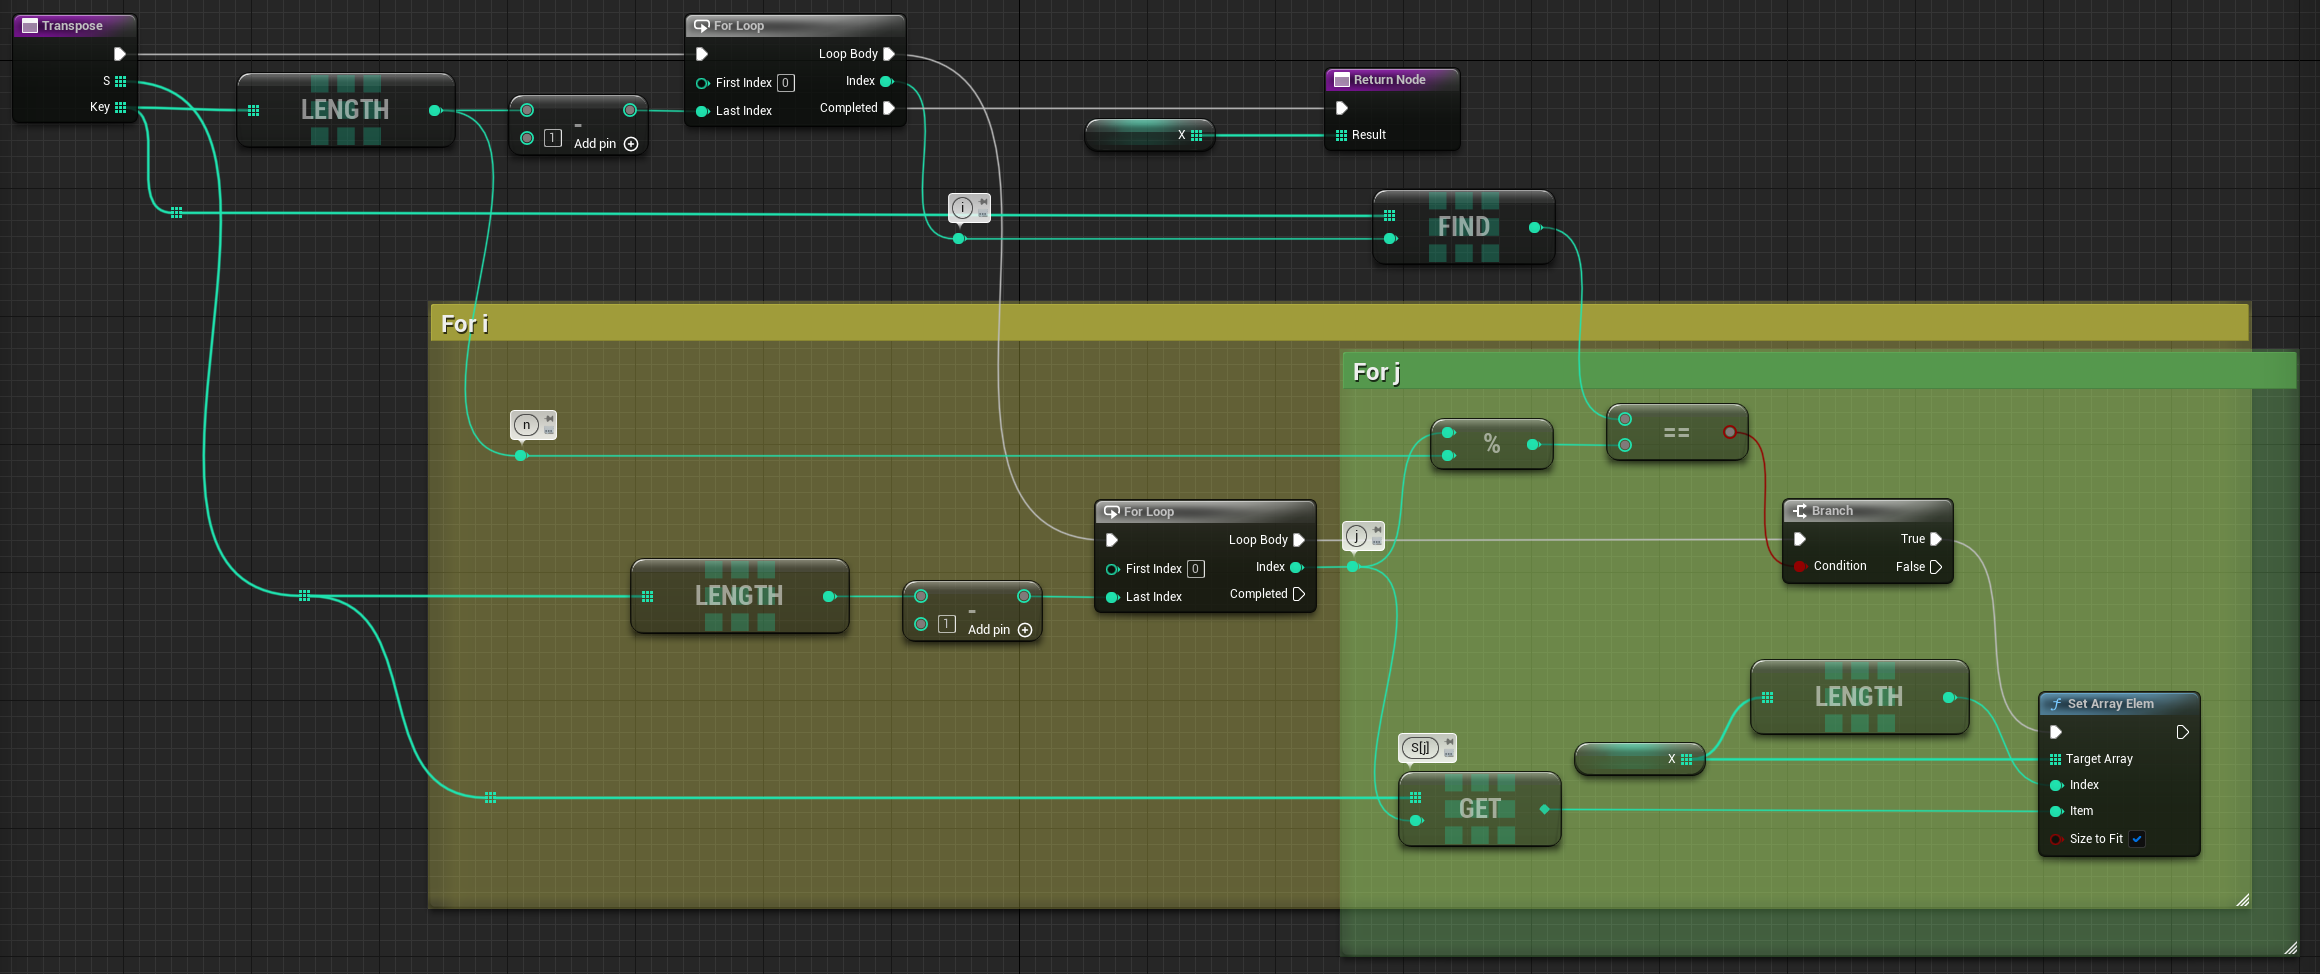 Transpose
S
Key
LENGTH
-
1
Add pin
For Loop
Loop Body
First Index 0
Index
Last Index
Completed
X
Return Node
Result
i
FIND
For i
For j
n
%
==
For Loop
Loop Body
First Index 0
Index
Last Index
Completed
j
Branch
True
Condition
False
LENGTH
-
1
Add pin
LENGTH
X
S[j]
GET
f Set Array Elem
Target Array
Index
Item
Size to Fit